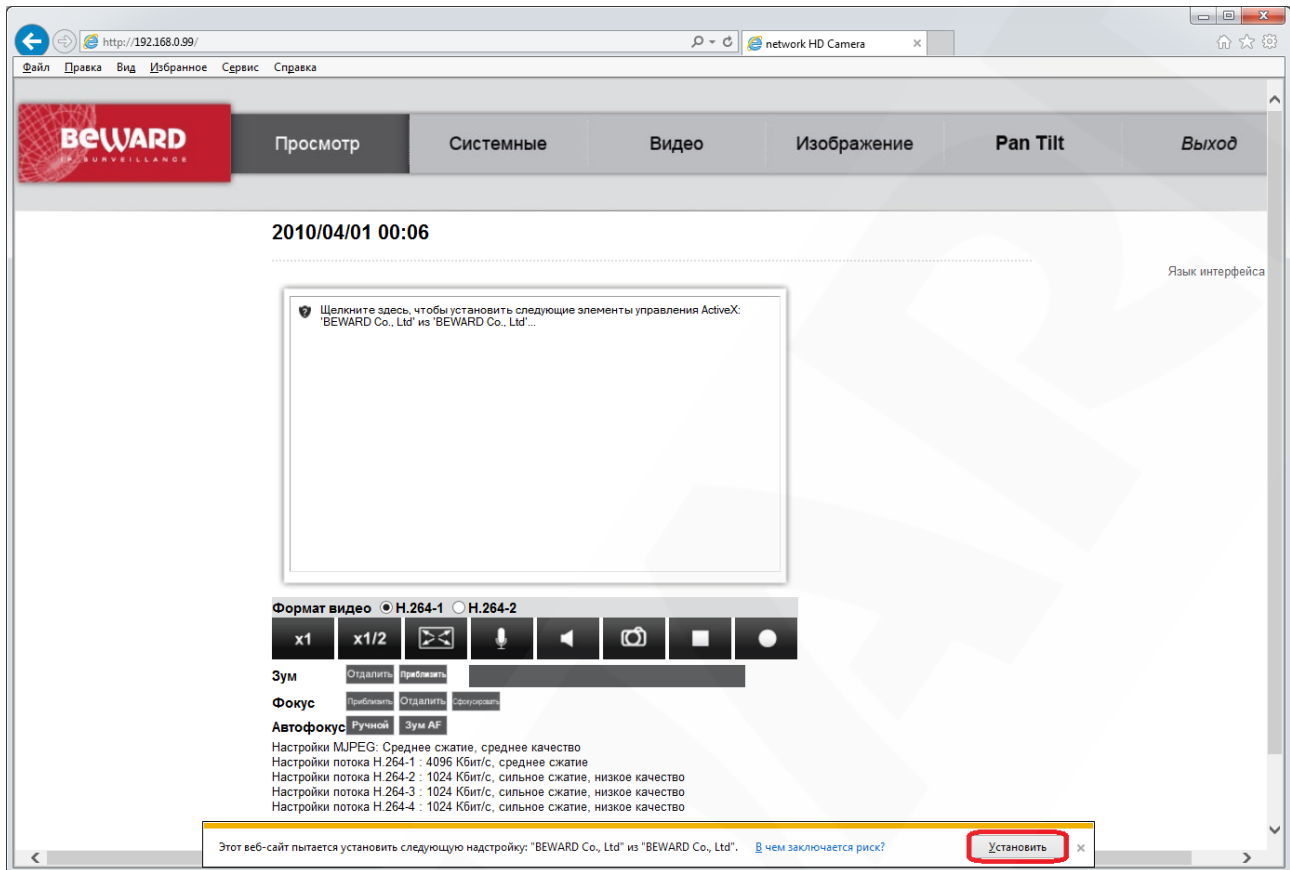 http://192.168.0.99/
network HD Camera
Файл Правка Вид Избранное Сервис Справка
BEWARD
IP SURVEILLANCE
Просмотр Системные Видео Изображение Pan Tilt Выход
2010/04/01 00:06
Язык интерфейса
Щелкните здесь, чтобы установить следующие элементы управления ActiveX:
'BEWARD Co., Ltd' из 'BEWARD Co., Ltd'...
Формат видео H.264-1 H.264-2
x1 x1/2
Зум Отдалить Приблизить
Фокус Приблизить Отдалить Сфокусировать
Автофокус Ручной Зум AF
Настройки MJPEG: Среднее сжатие, среднее качество
Настройки потока H.264-1 : 4096 Кбит/с, среднее сжатие
Настройки потока H.264-2 : 1024 Кбит/с, сильное сжатие, низкое качество
Настройки потока H.264-3 : 1024 Кбит/с, сильное сжатие, низкое качество
Настройки потока H.264-4 : 1024 Кбит/с, сильное сжатие, низкое качество
Этот веб-сайт пытается установить следующую надстройку: "BEWARD Co., Ltd" из "BEWARD Co., Ltd". В чем заключается риск? Установить